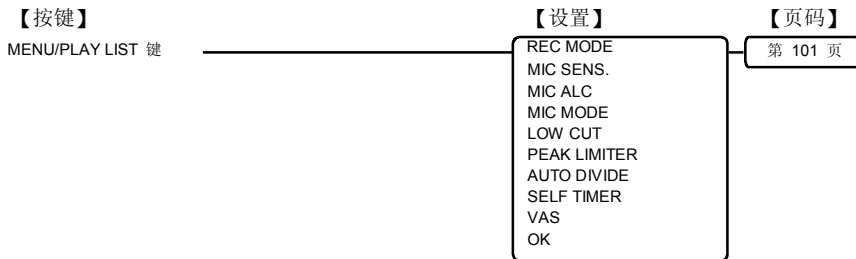 【按键】 【设置】 【页码】
MENU/PLAY LIST 键 REC MODE 第 101 页
MIC SENS.
MIC ALC
MIC MODE
LOW CUT
PEAK LIMITER
AUTO DIVIDE
SELF TIMER
VAS
OK